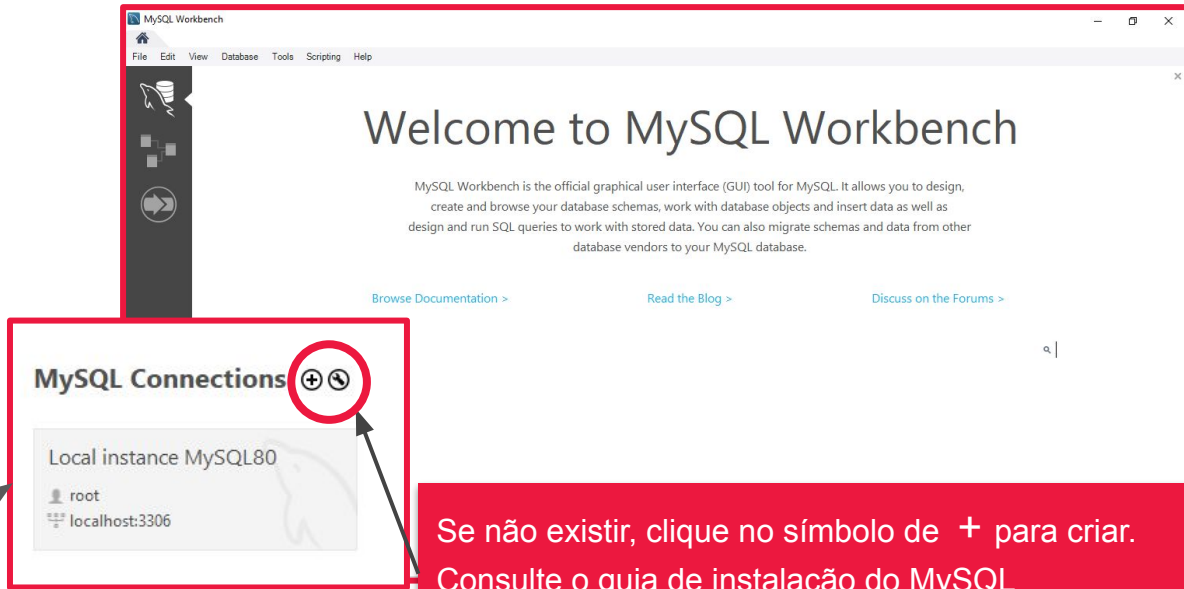 MySQL Workbench
File Edit View Database Tools Scripting Help
Welcome to MySQL Workbench
MySQL Workbench is the official graphical user interface (GUI) tool for MySQL. It allows you to design,
create and browse your database schemas, work with database objects and insert data as well as
design and run SQL queries to work with stored data. You can also migrate schemas and data from other
database vendors to your MySQL database.
Browse Documentation > Read the Blog > Discuss on the Forums >
MySQL Connections
Local instance MySQL80
root
localhost:3306
Se não existir, clique no símbolo de + para criar.
Consulte o guia de instalação do MySQL